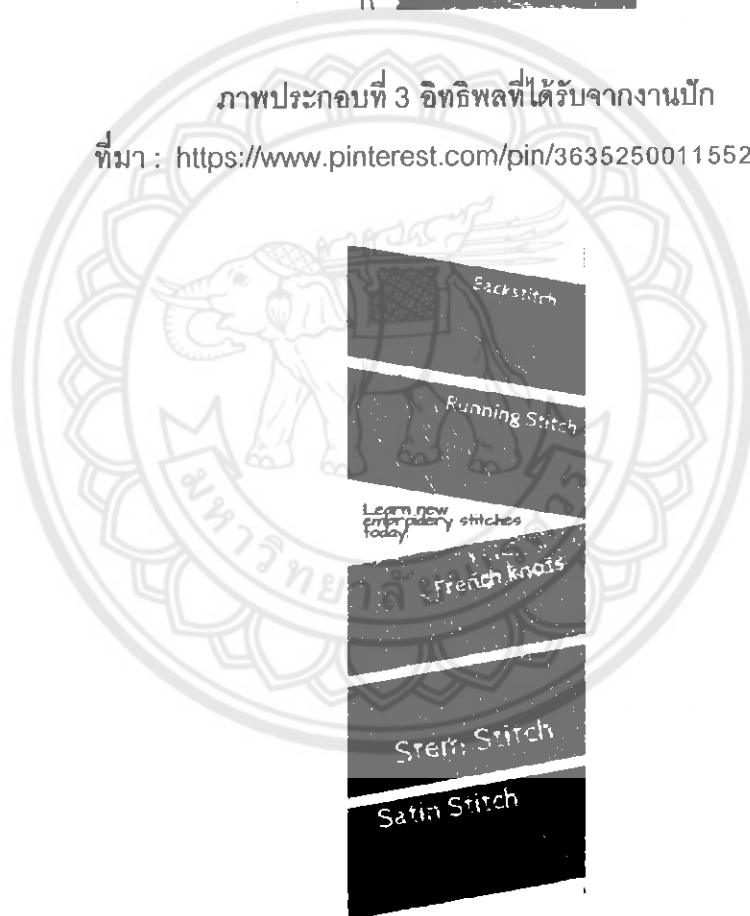 ภาพประกอบที่ 3 อิทธิพลที่ได้รับจากงานปัก
ที่มา : https://www.pinterest.com/pin/3635250011552
Backstitch
Running Stitch
Learn new
embroidery stitches
today!
French knots
Stem Stitch
Satin Stitch